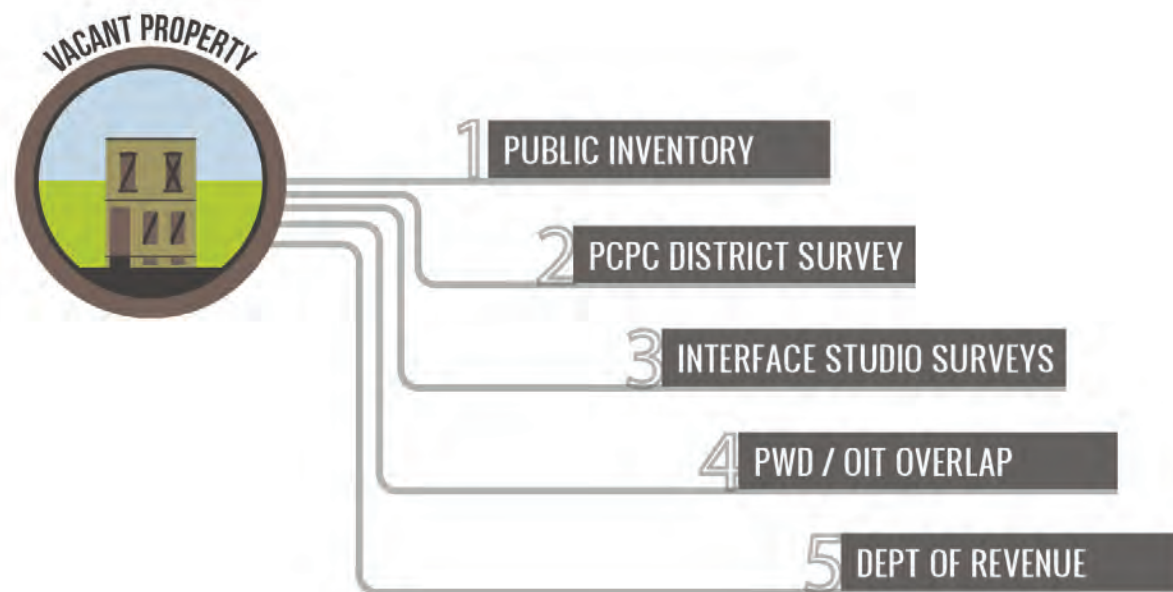 VACANT PROPERTY
1 PUBLIC INVENTORY
2 PCPC DISTRICT SURVEY
3 INTERFACE STUDIO SURVEYS
4 PWD / OIT OVERLAP
5 DEPT OF REVENUE